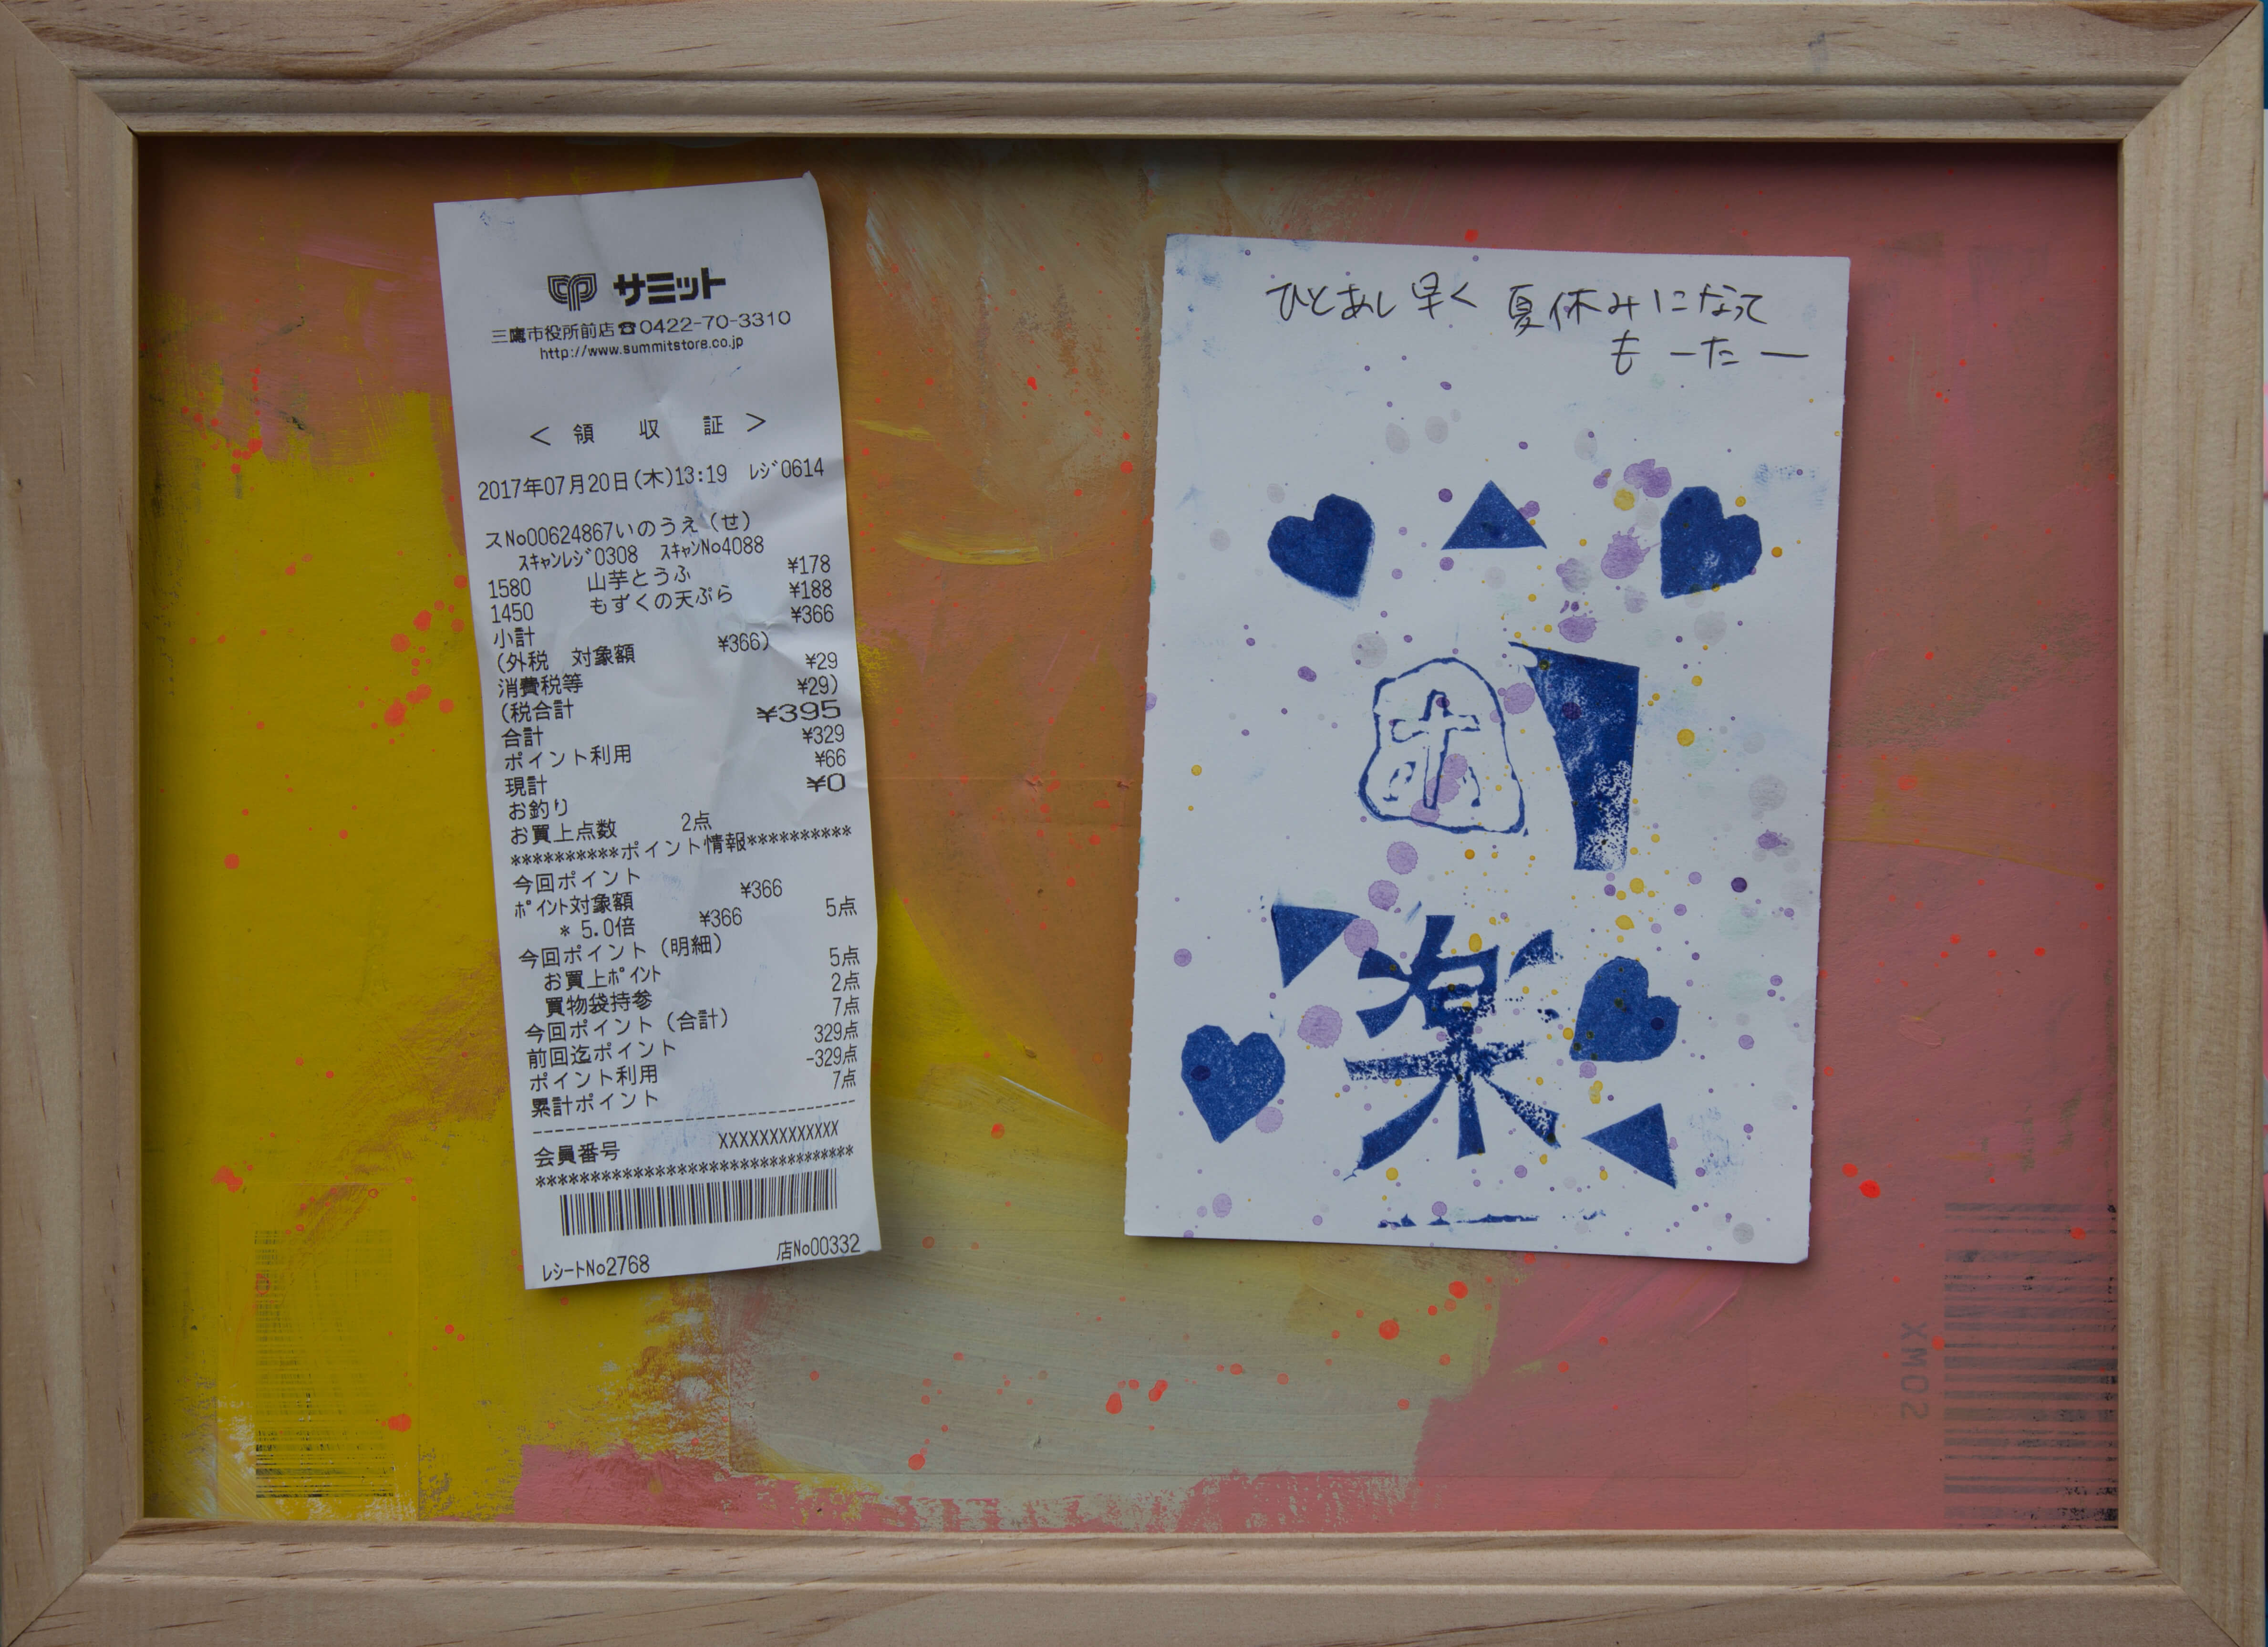 サミット
三鷹市役所前店☎0422-70-3310
http://www.summitstore.co.jp
＜ 領 収 証 ＞
2017年07月20日(木)13:19 ﾚｼﾞ0614
スNo00624867いのうえ（せ）
ｽｷｬﾝﾚｼﾞ0308 ｽｷｬﾝNo4088
1580 山芋とうふ ¥178
1450 もずくの天ぷら ¥188
小計 ¥366
(外税 対象額 ¥366)
消費税等 ¥29
(税合計 ¥29)
合計 ¥395
ポイント利用 ¥329
現計 ¥66
お釣り ¥0
お買上点数 2点
**********ポイント情報**********
今回ポイント
ﾎﾟｲﾝﾄ対象額 ¥366
* 5.0倍 ¥366 5点
今回ポイント（明細）
お買上ﾎﾟｲﾝﾄ 5点
買物袋持参 2点
今回ポイント（合計） 7点
前回迄ポイント 329点
ポイント利用 -329点
累計ポイント 7点
--------------------------------
会員番号 XXXXXXXXXXXXX
******************************
ﾚｼｰﾄNo2768 店No00332
ひとあし早く 夏休みになって
もーたー
楽
XMOS